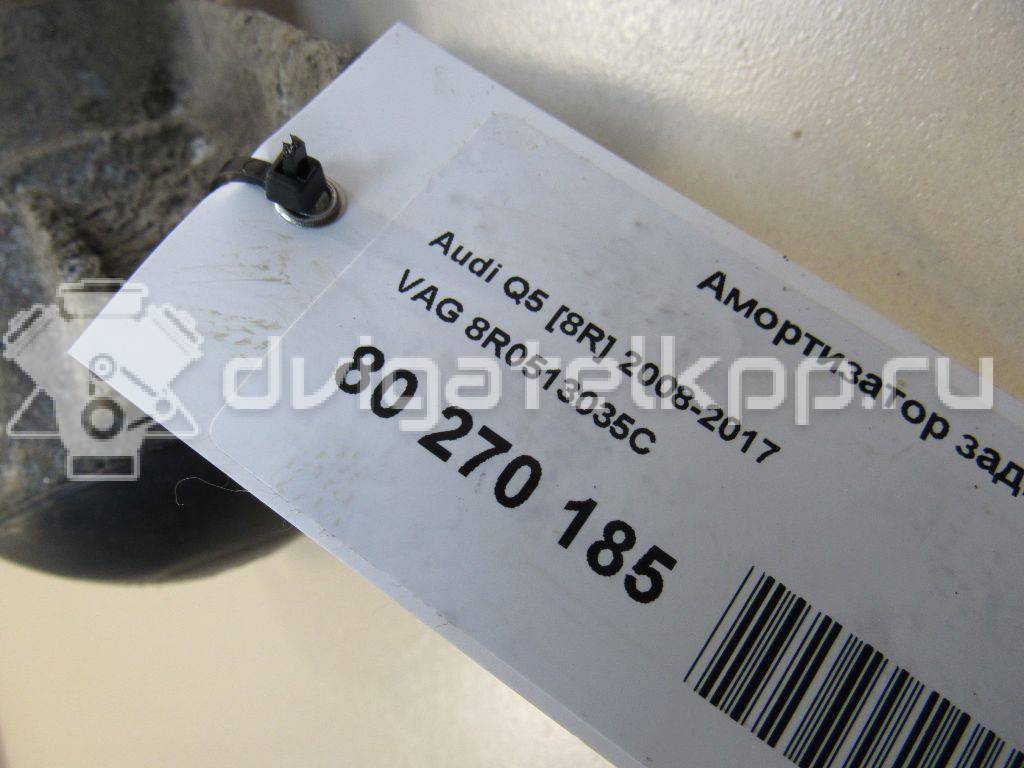 Амортизатор зад
Audi Q5 [8R] 2008-2017
VAG 8R0513035C
80 270 185
dvigatelkpp.ru